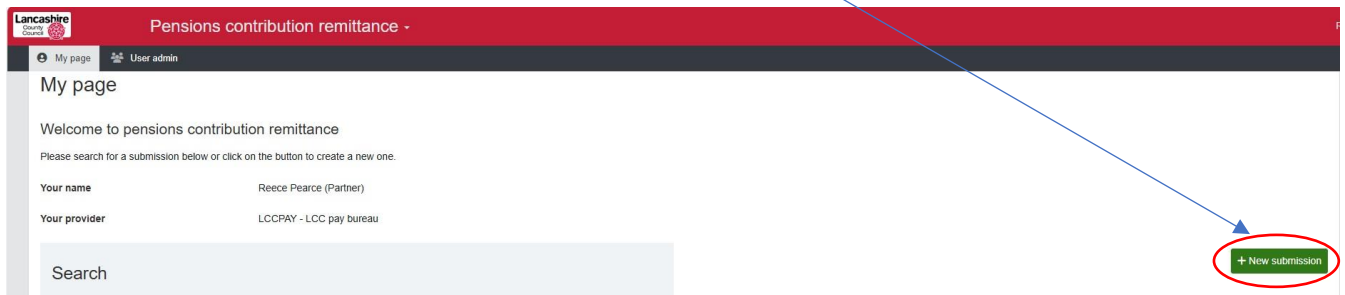 Lancashire
County
Council
Pensions contribution remittance
My page User admin
My page
Welcome to pensions contribution remittance
Please search for a submission below or click on the button to create a new one.
Your name Reece Pearce (Partner)
Your provider LCCPAY - LCC pay bureau
Search
+ New submission